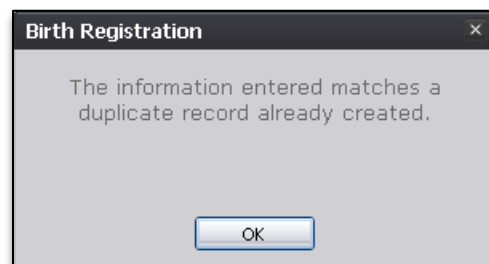 Birth Registration
The information entered matches a
duplicate record already created.
OK